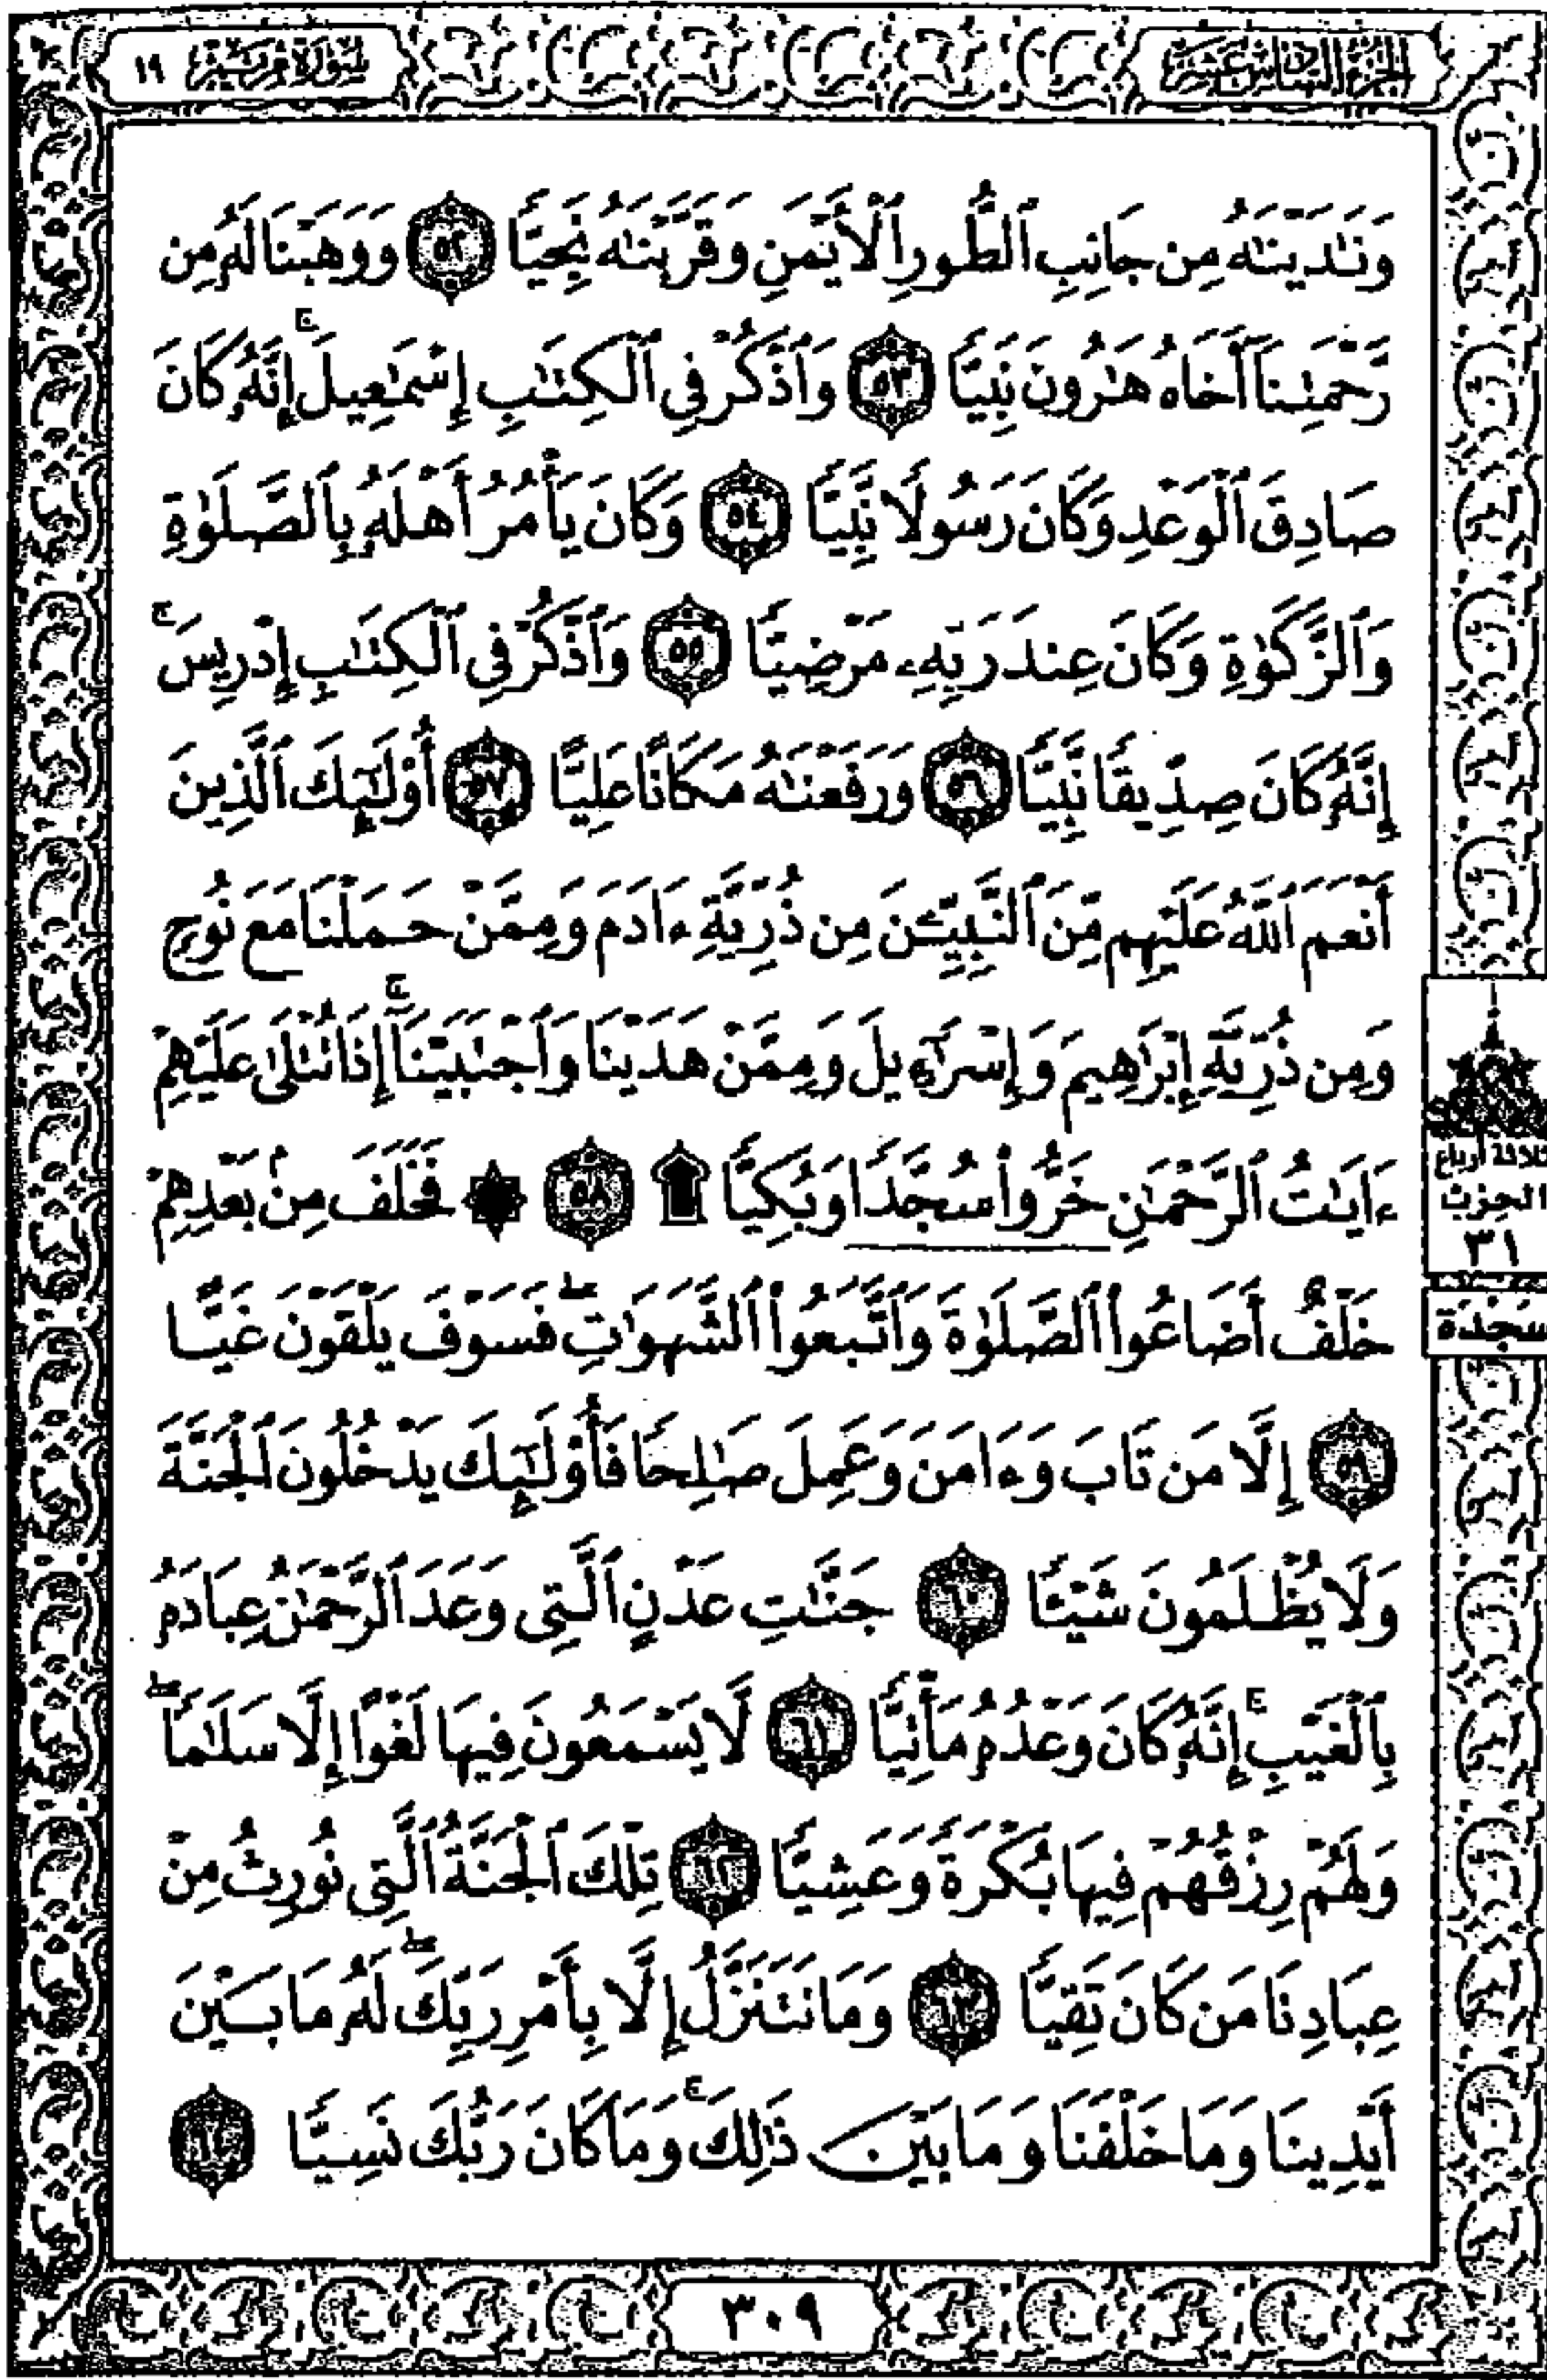 الجزء السادس عشر
سورة مريم ١٩
وَنَٰدَيْنَٰهُ مِن جَانِبِ ٱلطُّورِ ٱلْأَيْمَنِ وَقَرَّبْنَٰهُ نَجِيًّا ٥٢ وَوَهَبْنَا لَهُۥ مِن
رَّحْمَتِنَآ أَخَاهُ هَٰرُونَ نَبِيًّا ٥٣ وَٱذْكُرْ فِى ٱلْكِتَٰبِ إِسْمَٰعِيلَ ۚ إِنَّهُۥ كَانَ
صَادِقَ ٱلْوَعْدِ وَكَانَ رَسُولًا نَّبِيًّا ٥٤ وَكَانَ يَأْمُرُ أَهْلَهُۥ بِٱلصَّلَوٰةِ
وَٱلزَّكَوٰةِ وَكَانَ عِندَ رَبِّهِۦ مَرْضِيًّا ٥٥ وَٱذْكُرْ فِى ٱلْكِتَٰبِ إِدْرِيسَ ۚ
إِنَّهُۥ كَانَ صِدِّيقًا نَّبِيًّا ٥٦ وَرَفَعْنَٰهُ مَكَانًا عَلِيًّا ٥٧ أُو۟لَٰٓئِكَ ٱلَّذِينَ
أَنْعَمَ ٱللَّهُ عَلَيْهِم مِّنَ ٱلنَّبِيِّۦنَ مِن ذُرِّيَّةِ ءَادَمَ وَمِمَّنْ حَمَلْنَا مَعَ نُوحٍ
وَمِن ذُرِّيَّةِ إِبْرَٰهِيمَ وَإِسْرَٰٓءِيلَ وَمِمَّنْ هَدَيْنَا وَٱجْتَبَيْنَآ ۚ إِذَا تُتْلَىٰ عَلَيْهِمْ
ءَايَٰتُ ٱلرَّحْمَٰنِ خَرُّوا۟ سُجَّدًا وَبُكِيًّا ۩ ٥٨ ۞ فَخَلَفَ مِنۢ بَعْدِهِمْ
خَلْفٌ أَضَاعُوا۟ ٱلصَّلَوٰةَ وَٱتَّبَعُوا۟ ٱلشَّهَوَٰتِ ۖ فَسَوْفَ يَلْقَوْنَ غَيًّا
٥٩ إِلَّا مَن تَابَ وَءَامَنَ وَعَمِلَ صَٰلِحًا فَأُو۟لَٰٓئِكَ يَدْخُلُونَ ٱلْجَنَّةَ
وَلَا يُظْلَمُونَ شَيْـًٔا ٦٠ جَنَّٰتِ عَدْنٍ ٱلَّتِى وَعَدَ ٱلرَّحْمَٰنُ عِبَادَهُۥ
بِٱلْغَيْبِ ۚ إِنَّهُۥ كَانَ وَعْدُهُۥ مَأْتِيًّا ٦١ لَّا يَسْمَعُونَ فِيهَا لَغْوًا إِلَّا سَلَٰمًا ۖ
وَلَهُمْ رِزْقُهُمْ فِيهَا بُكْرَةً وَعَشِيًّا ٦٢ تِلْكَ ٱلْجَنَّةُ ٱلَّتِى نُورِثُ مِنْ
عِبَادِنَا مَن كَانَ تَقِيًّا ٦٣ وَمَا نَتَنَزَّلُ إِلَّا بِأَمْرِ رَبِّكَ ۖ لَهُۥ مَا بَيْنَ
أَيْدِينَا وَمَا خَلْفَنَا وَمَا بَيْنَ ذَٰلِكَ ۚ وَمَا كَانَ رَبُّكَ نَسِيًّا ٦٤
ثلاثة أرباع
الحزب
٣١
سجدة
٣٠٩